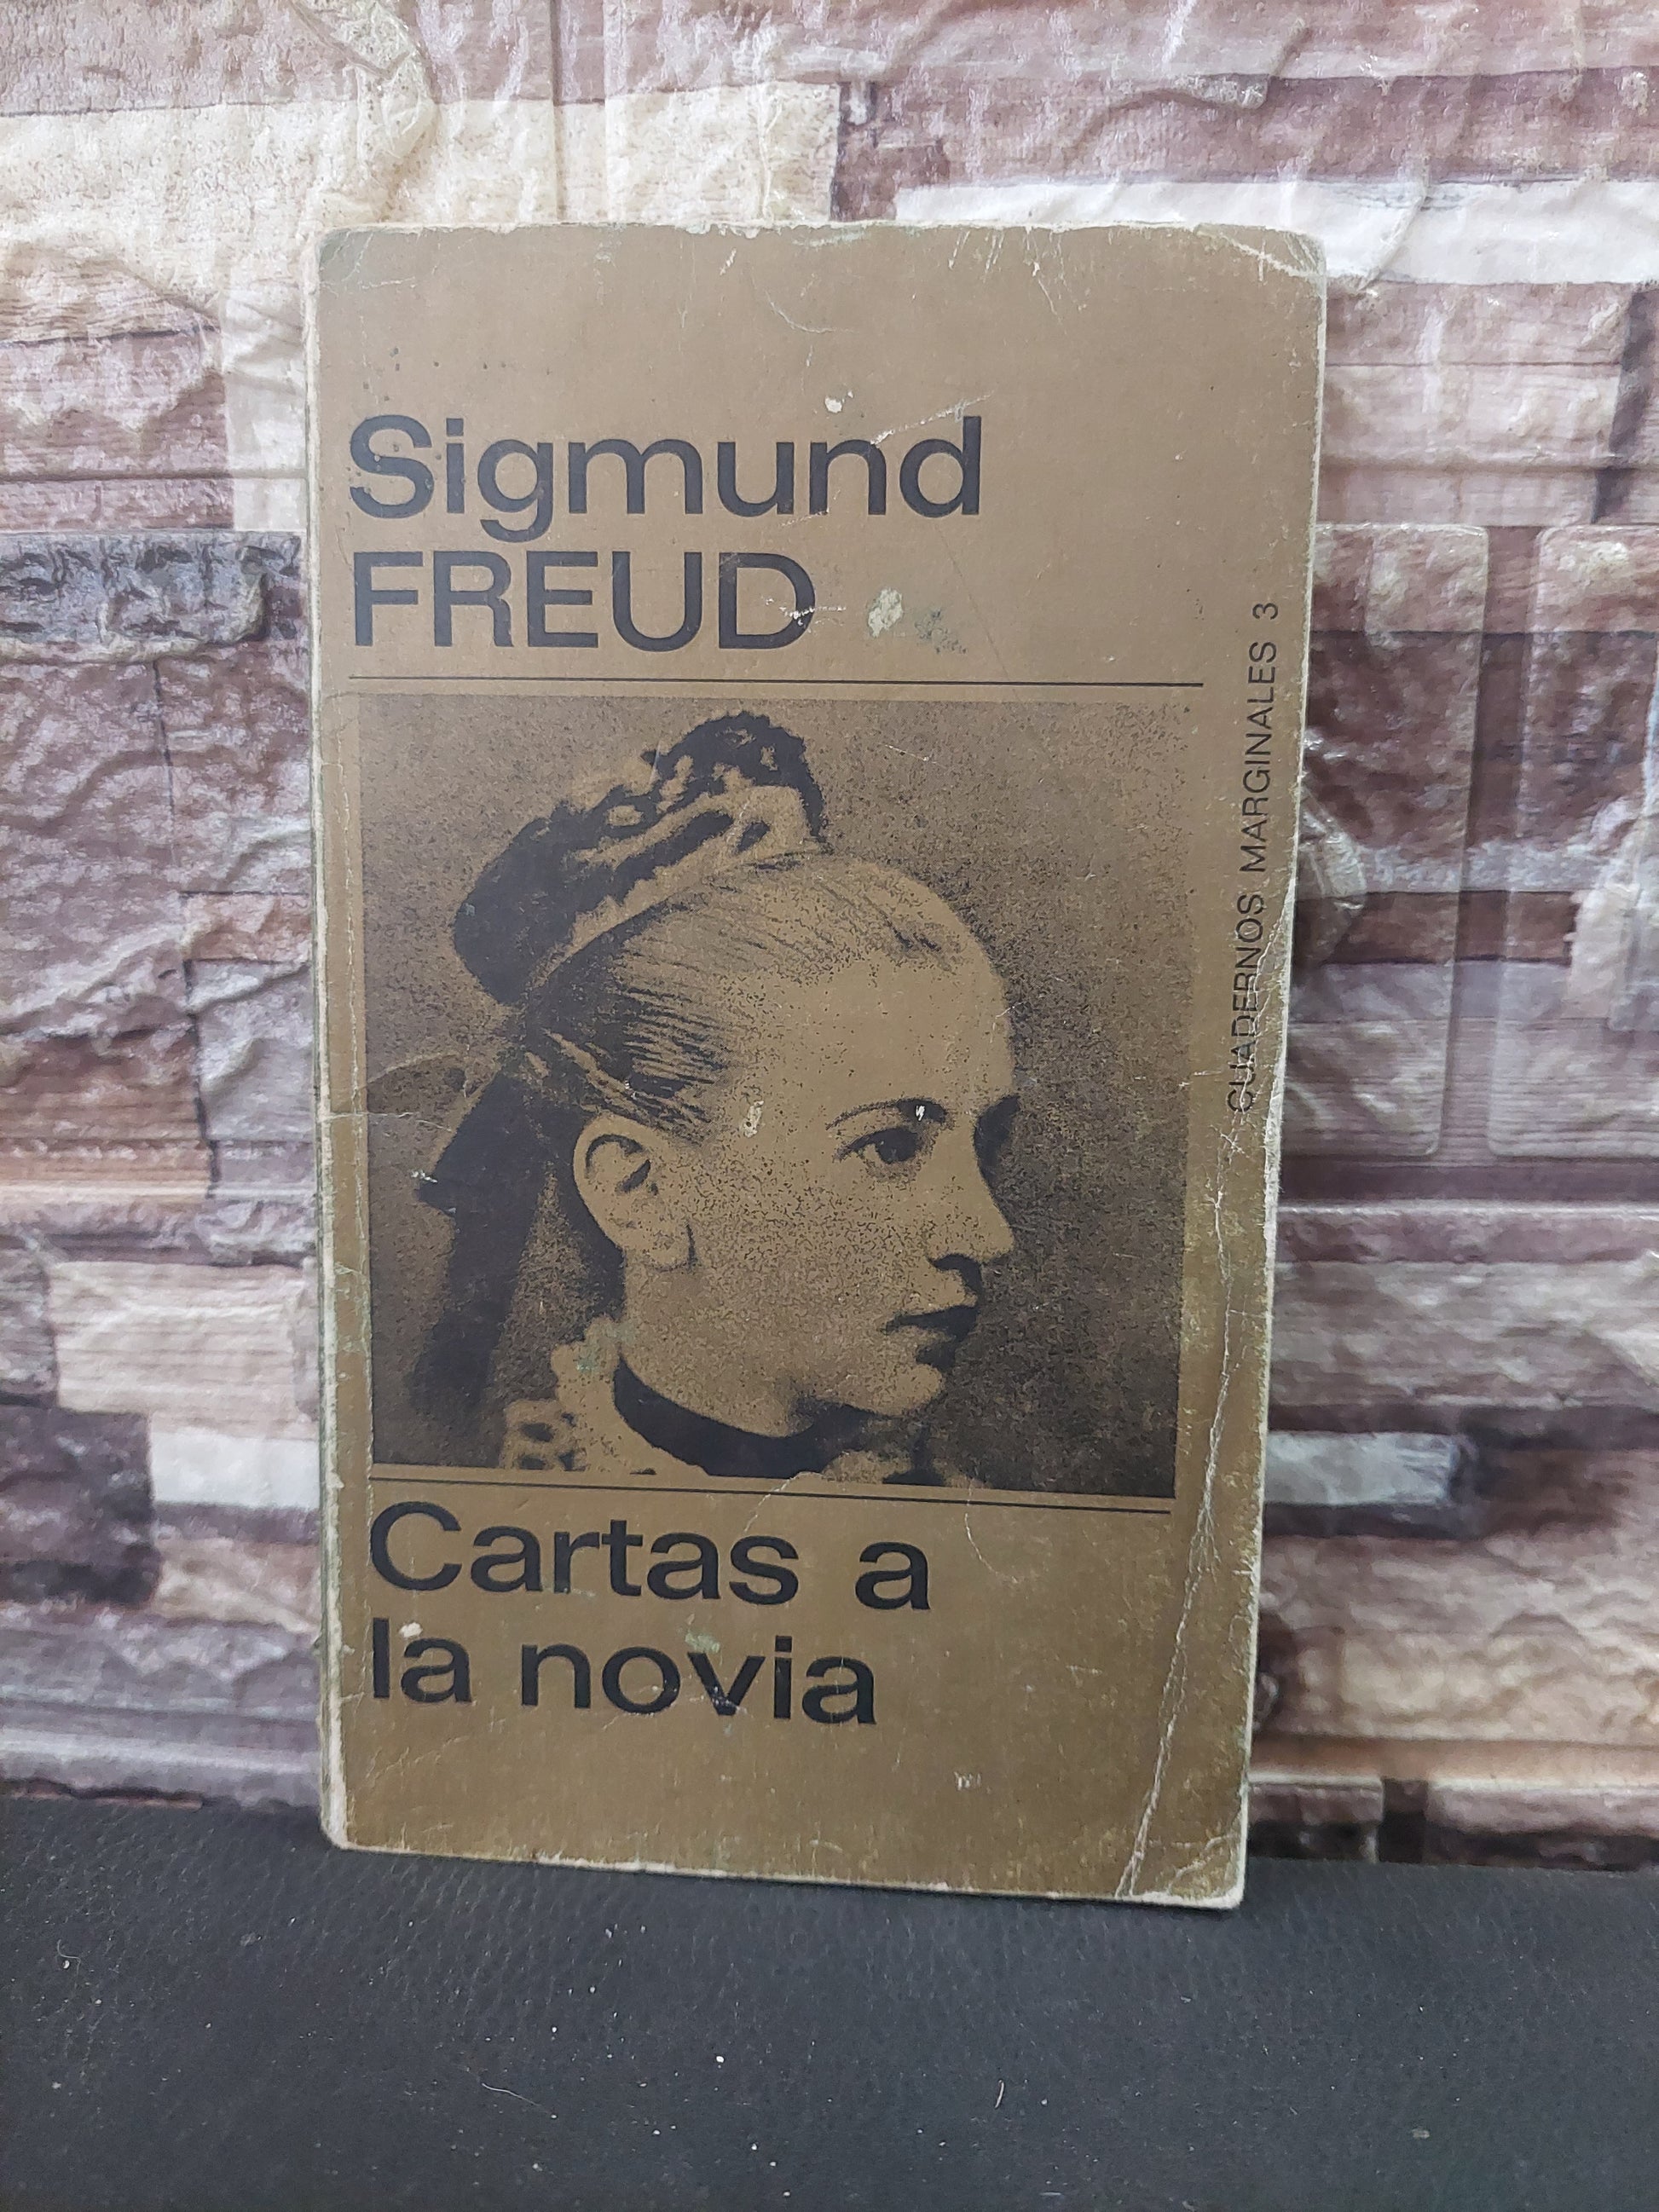 Sigmund
FREUD
CUADERNOS MARGINALES 3
Cartas a
la novia